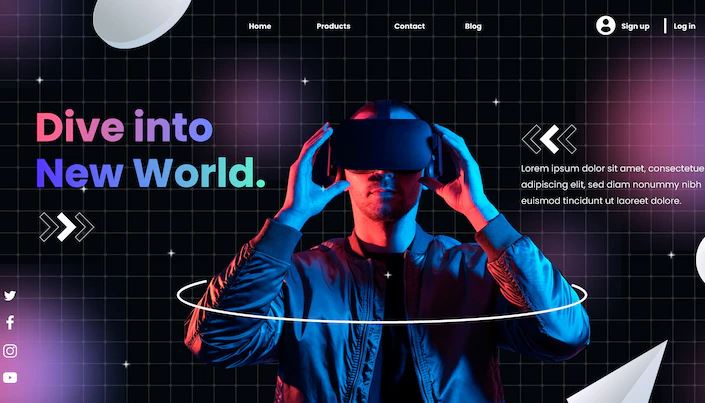 Home Products Contact Blog Sign up Log in
Dive into
New World.
Lorem ipsum dolor sit amet, consectetue
adipiscing elit, sed diam nonummy nibh
euismod tincidunt ut laoreet dolore.